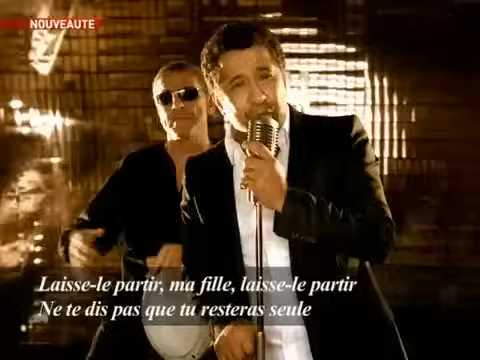 NOUVEAUTE
Laisse-le partir, ma fille, laisse-le partir
Ne te dis pas que tu resteras seule